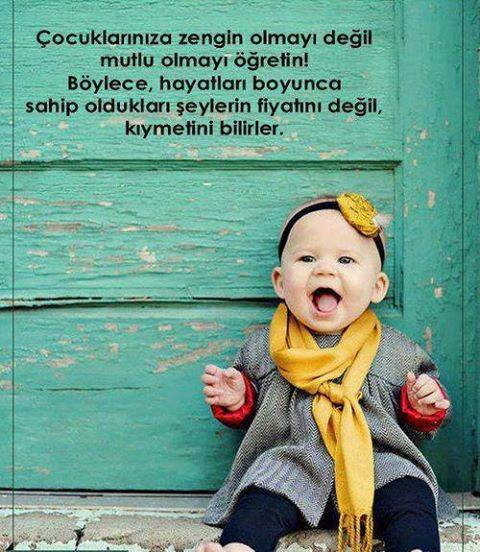 Çocuklarınıza zengin olmayı değil
mutlu olmayı öğretin!
Böylece, hayatları boyunca
sahip oldukları şeylerin fiyatını değil,
kıymetini bilirler.